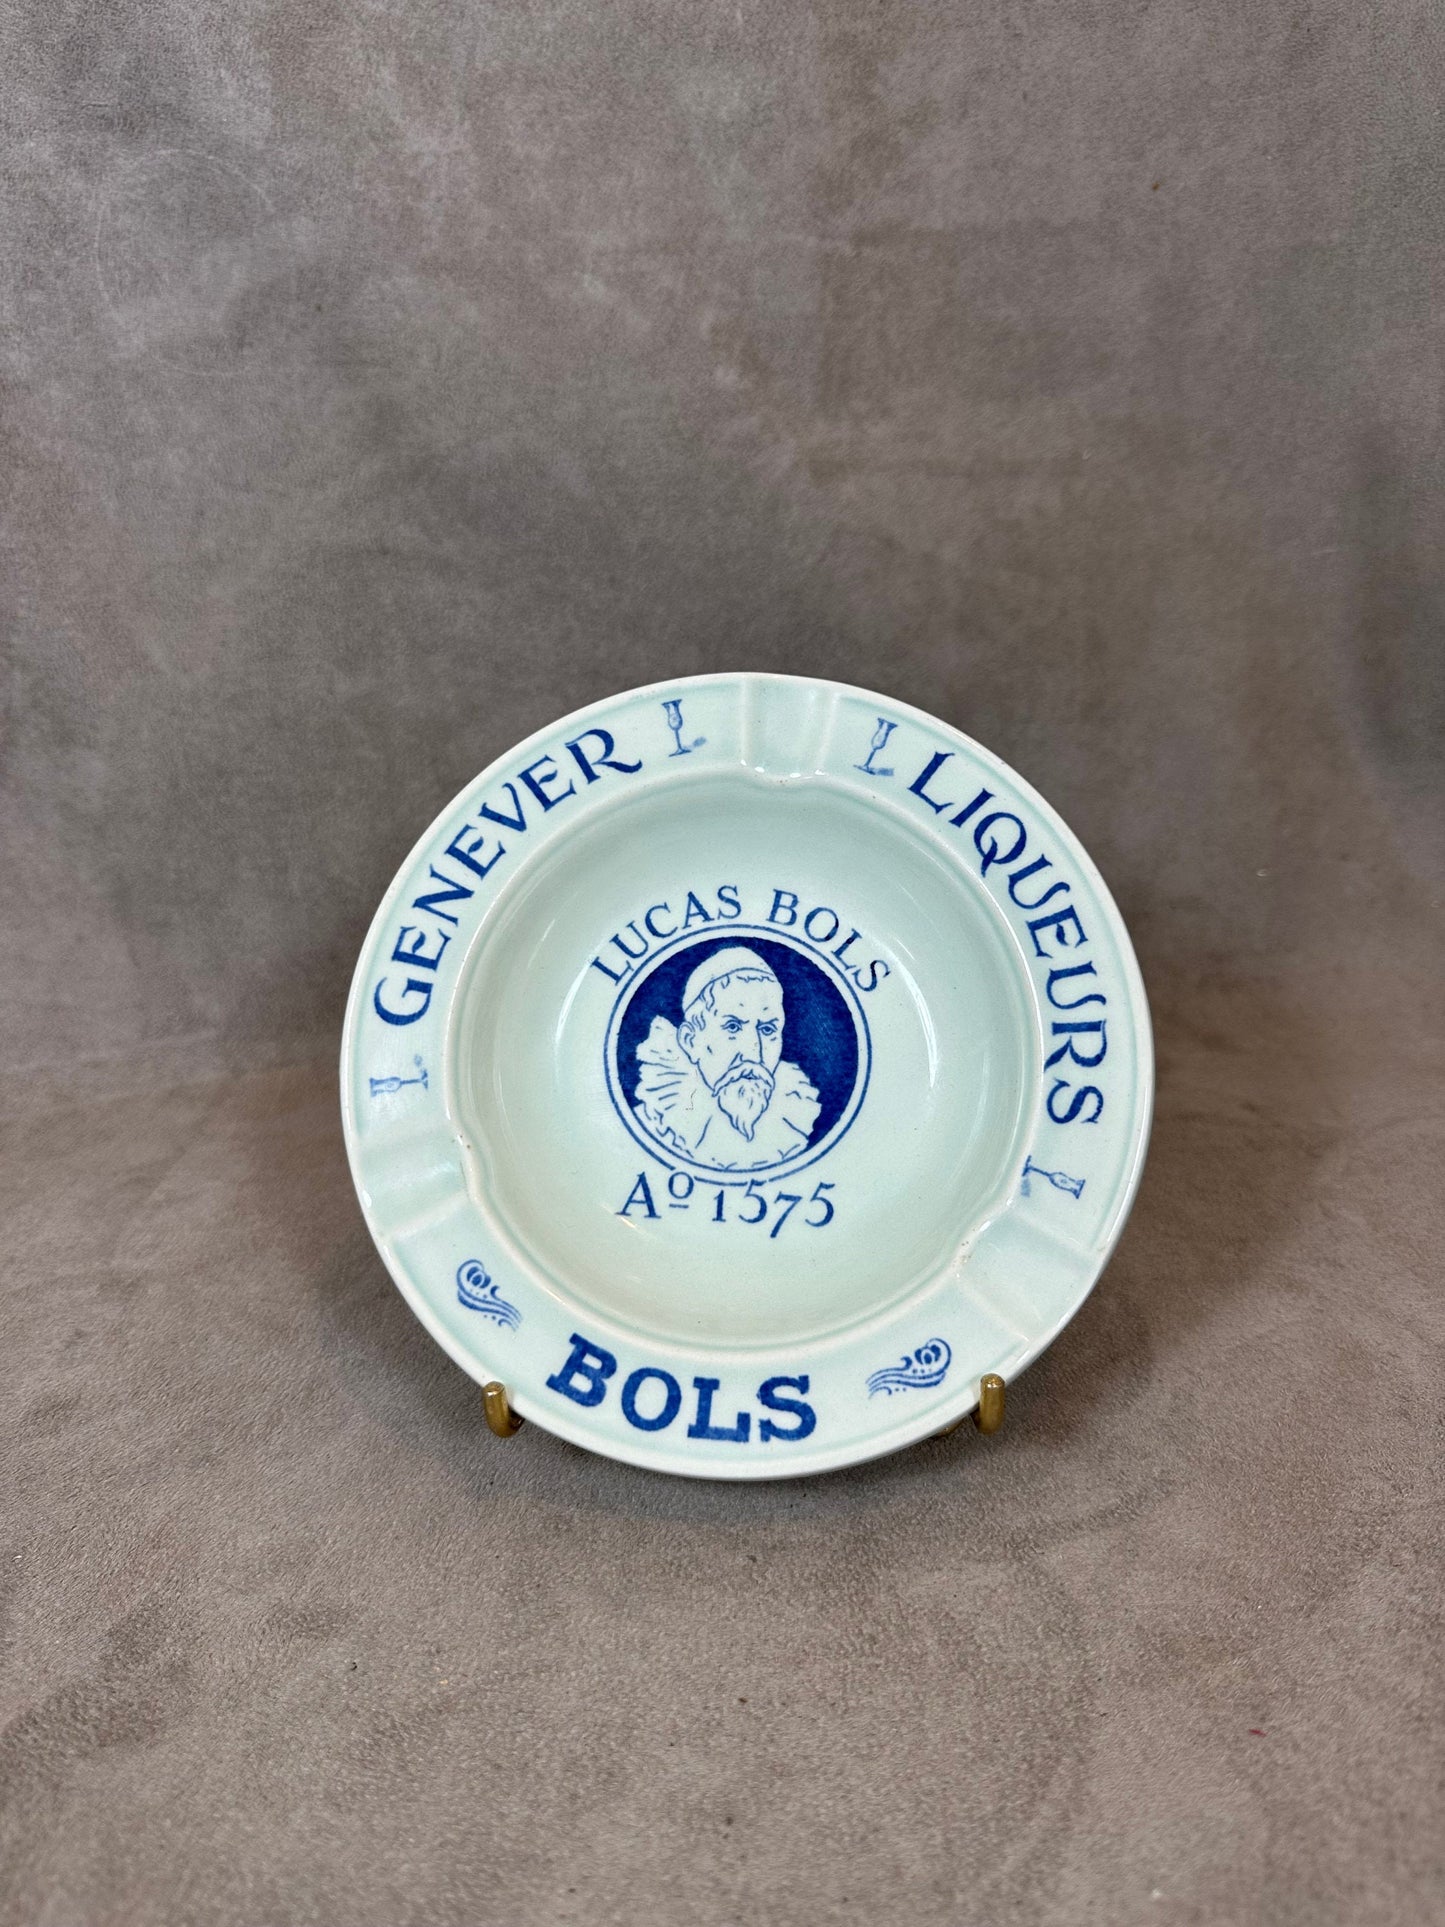 GENEVER
LIQUEURS
LUCAS BOLS
Aº 1575
BOLS